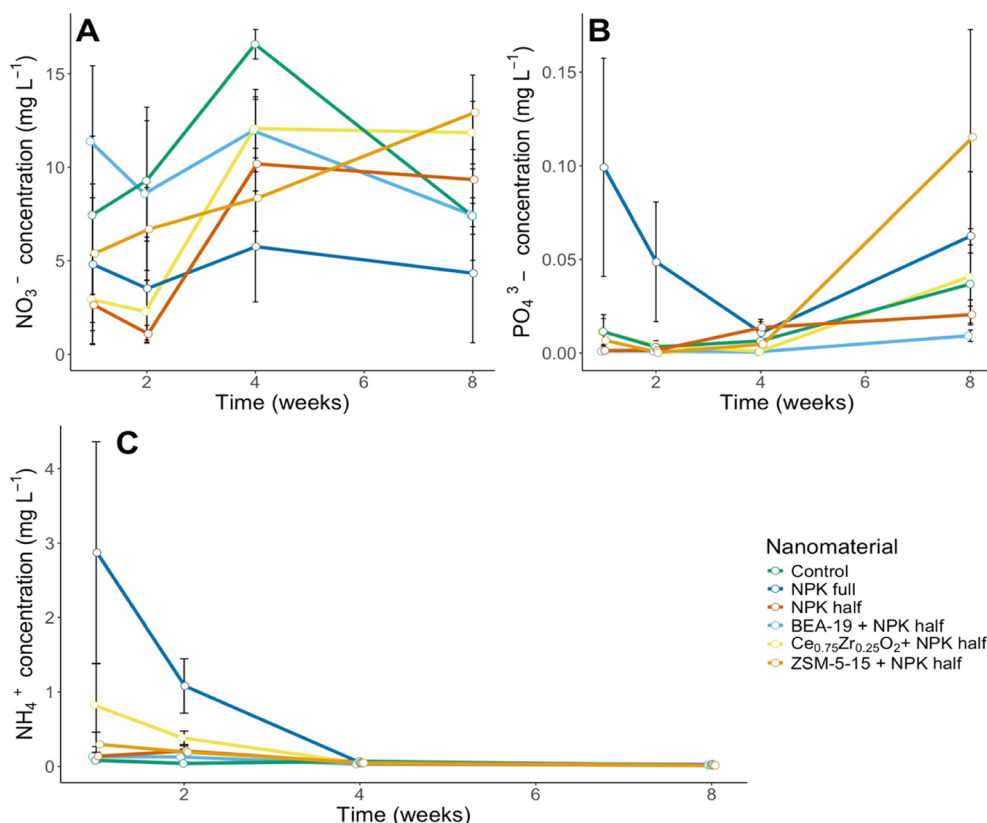 A
NO₃⁻ concentration (mg L⁻¹)
15
10
5
0
2
4
6
8
Time (weeks)
B
PO₄³⁻ concentration (mg L⁻¹)
0.15
0.10
0.05
0.00
2
4
6
8
Time (weeks)
C
NH₄⁺ concentration (mg L⁻¹)
4
3
2
1
0
2
4
6
8
Time (weeks)
Nanomaterial
Control
NPK full
NPK half
BEA-19 + NPK half
Ce₀.₇₅Zr₀.₂₅O₂+ NPK half
ZSM-5-15 + NPK half